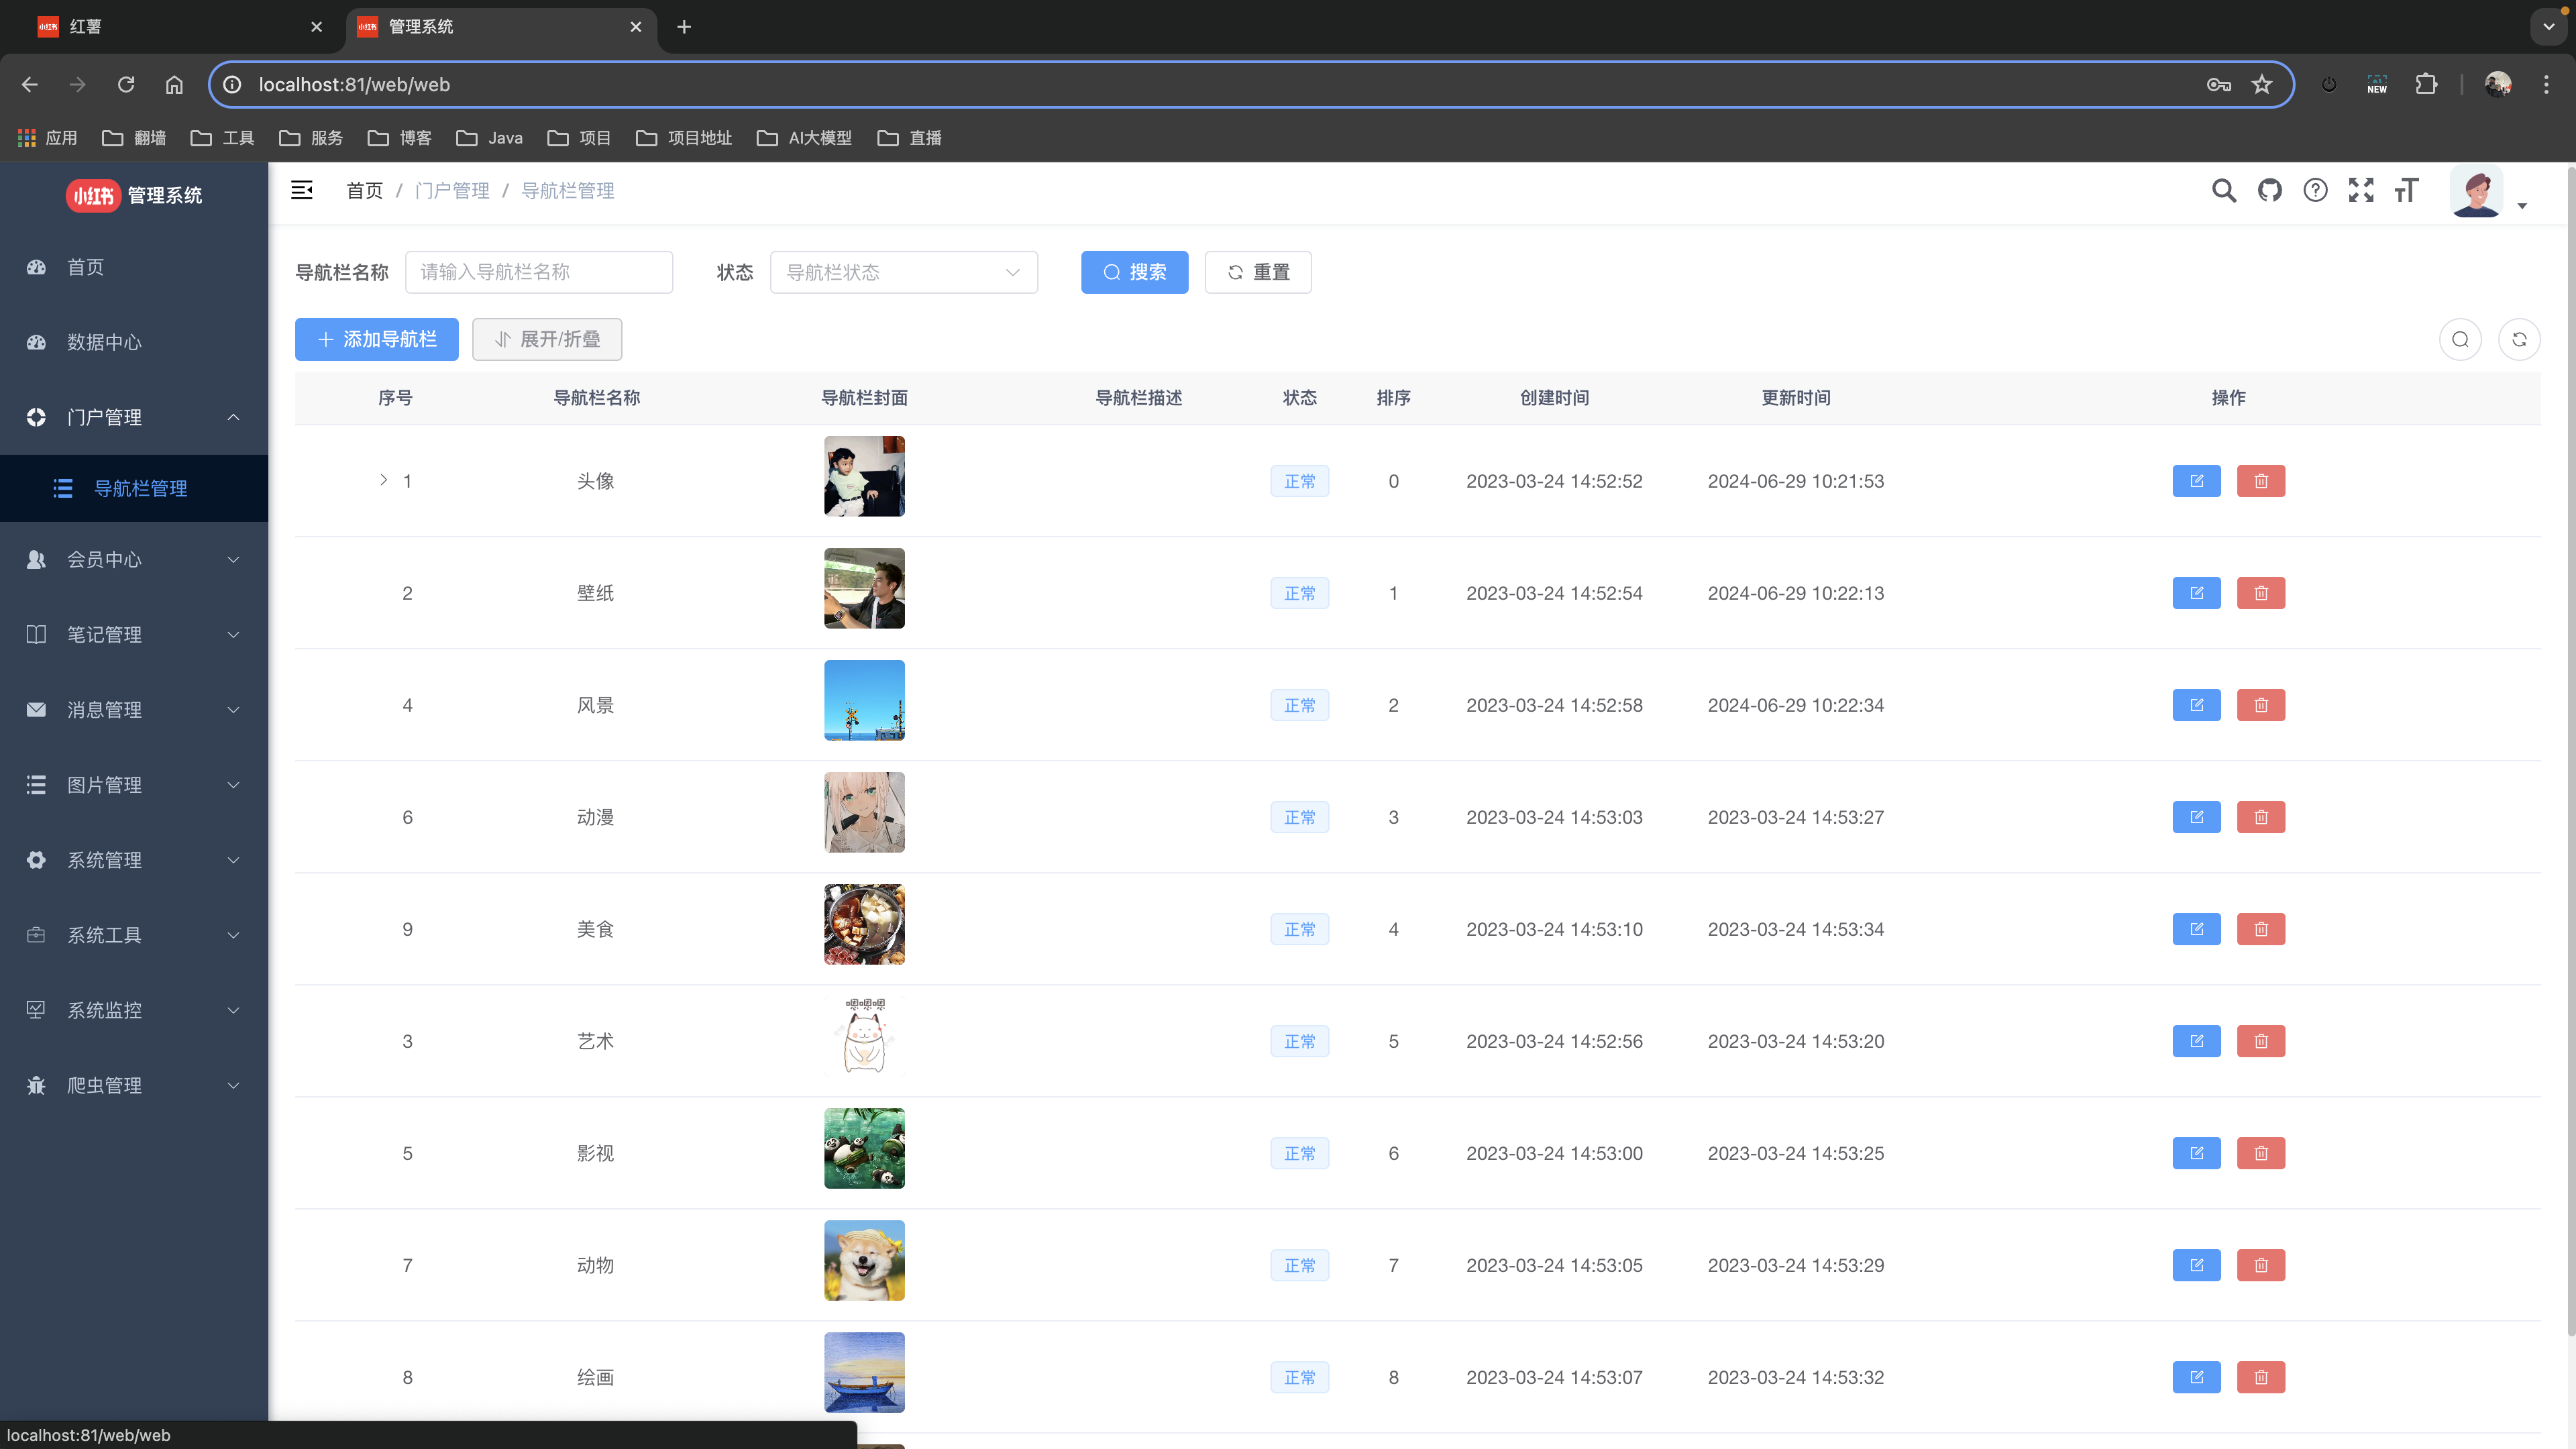 小红书 红薯
小红书 管理系统
localhost:81/web/web
NEW
应用 翻墙 工具 服务 博客 Java 项目 项目地址 AI大模型 直播
小红书 管理系统
首页 / 门户管理 / 导航栏管理
首页
数据中心
门户管理
导航栏管理
会员中心
笔记管理
消息管理
图片管理
系统管理
系统工具
系统监控
爬虫管理
导航栏名称 请输入导航栏名称 状态 导航栏状态 搜索 重置
添加导航栏 展开/折叠
序号 导航栏名称 导航栏封面 导航栏描述 状态 排序 创建时间 更新时间 操作
1 头像 正常 0 2023-03-24 14:52:52 2024-06-29 10:21:53
2 壁纸 正常 1 2023-03-24 14:52:54 2024-06-29 10:22:13
4 风景 正常 2 2023-03-24 14:52:58 2024-06-29 10:22:34
6 动漫 正常 3 2023-03-24 14:53:03 2023-03-24 14:53:27
9 美食 正常 4 2023-03-24 14:53:10 2023-03-24 14:53:34
3 艺术 正常 5 2023-03-24 14:52:56 2023-03-24 14:53:20
5 影视 正常 6 2023-03-24 14:53:00 2023-03-24 14:53:25
7 动物 正常 7 2023-03-24 14:53:05 2023-03-24 14:53:29
8 绘画 正常 8 2023-03-24 14:53:07 2023-03-24 14:53:32
localhost:81/web/web